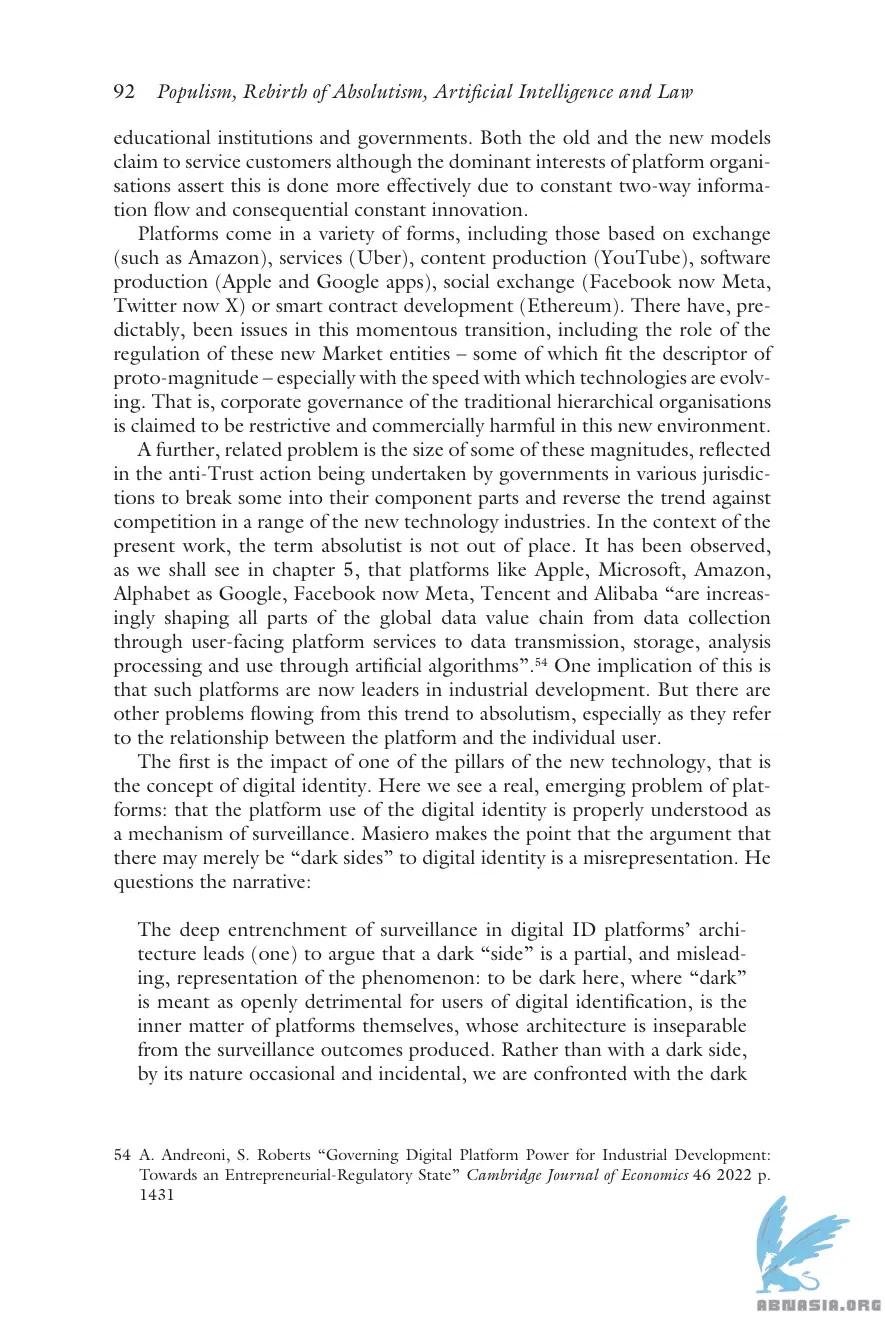 92 Populism, Rebirth of Absolutism, Artificial Intelligence and Law
educational institutions and governments. Both the old and the new models
claim to service customers although the dominant interests of platform organi-
sations assert this is done more effectively due to constant two-way informa-
tion flow and consequential constant innovation.
Platforms come in a variety of forms, including those based on exchange
(such as Amazon), services (Uber), content production (YouTube), software
production (Apple and Google apps), social exchange (Facebook now Meta,
Twitter now X) or smart contract development (Ethereum). There have, pre-
dictably, been issues in this momentous transition, including the role of the
regulation of these new Market entities – some of which fit the descriptor of
proto-magnitude – especially with the speed with which technologies are evolv-
ing. That is, corporate governance of the traditional hierarchical organisations
is claimed to be restrictive and commercially harmful in this new environment.
A further, related problem is the size of some of these magnitudes, reflected
in the anti-Trust action being undertaken by governments in various jurisdic-
tions to break some into their component parts and reverse the trend against
competition in a range of the new technology industries. In the context of the
present work, the term absolutist is not out of place. It has been observed,
as we shall see in chapter 5, that platforms like Apple, Microsoft, Amazon,
Alphabet as Google, Facebook now Meta, Tencent and Alibaba “are increas-
ingly shaping all parts of the global data value chain from data collection
through user-facing platform services to data transmission, storage, analysis
processing and use through artificial algorithms”.54 One implication of this is
that such platforms are now leaders in industrial development. But there are
other problems flowing from this trend to absolutism, especially as they refer
to the relationship between the platform and the individual user.
The first is the impact of one of the pillars of the new technology, that is
the concept of digital identity. Here we see a real, emerging problem of plat-
forms: that the platform use of the digital identity is properly understood as
a mechanism of surveillance. Masiero makes the point that the argument that
there may merely be “dark sides” to digital identity is a misrepresentation. He
questions the narrative:
The deep entrenchment of surveillance in digital ID platforms’ archi-
tecture leads (one) to argue that a dark “side” is a partial, and mislead-
ing, representation of the phenomenon: to be dark here, where “dark”
is meant as openly detrimental for users of digital identification, is the
inner matter of platforms themselves, whose architecture is inseparable
from the surveillance outcomes produced. Rather than with a dark side,
by its nature occasional and incidental, we are confronted with the dark
54 A. Andreoni, S. Roberts “Governing Digital Platform Power for Industrial Development:
Towards an Entrepreneurial-Regulatory State” Cambridge Journal of Economics 46 2022 p.
1431
ABNASIA.ORG